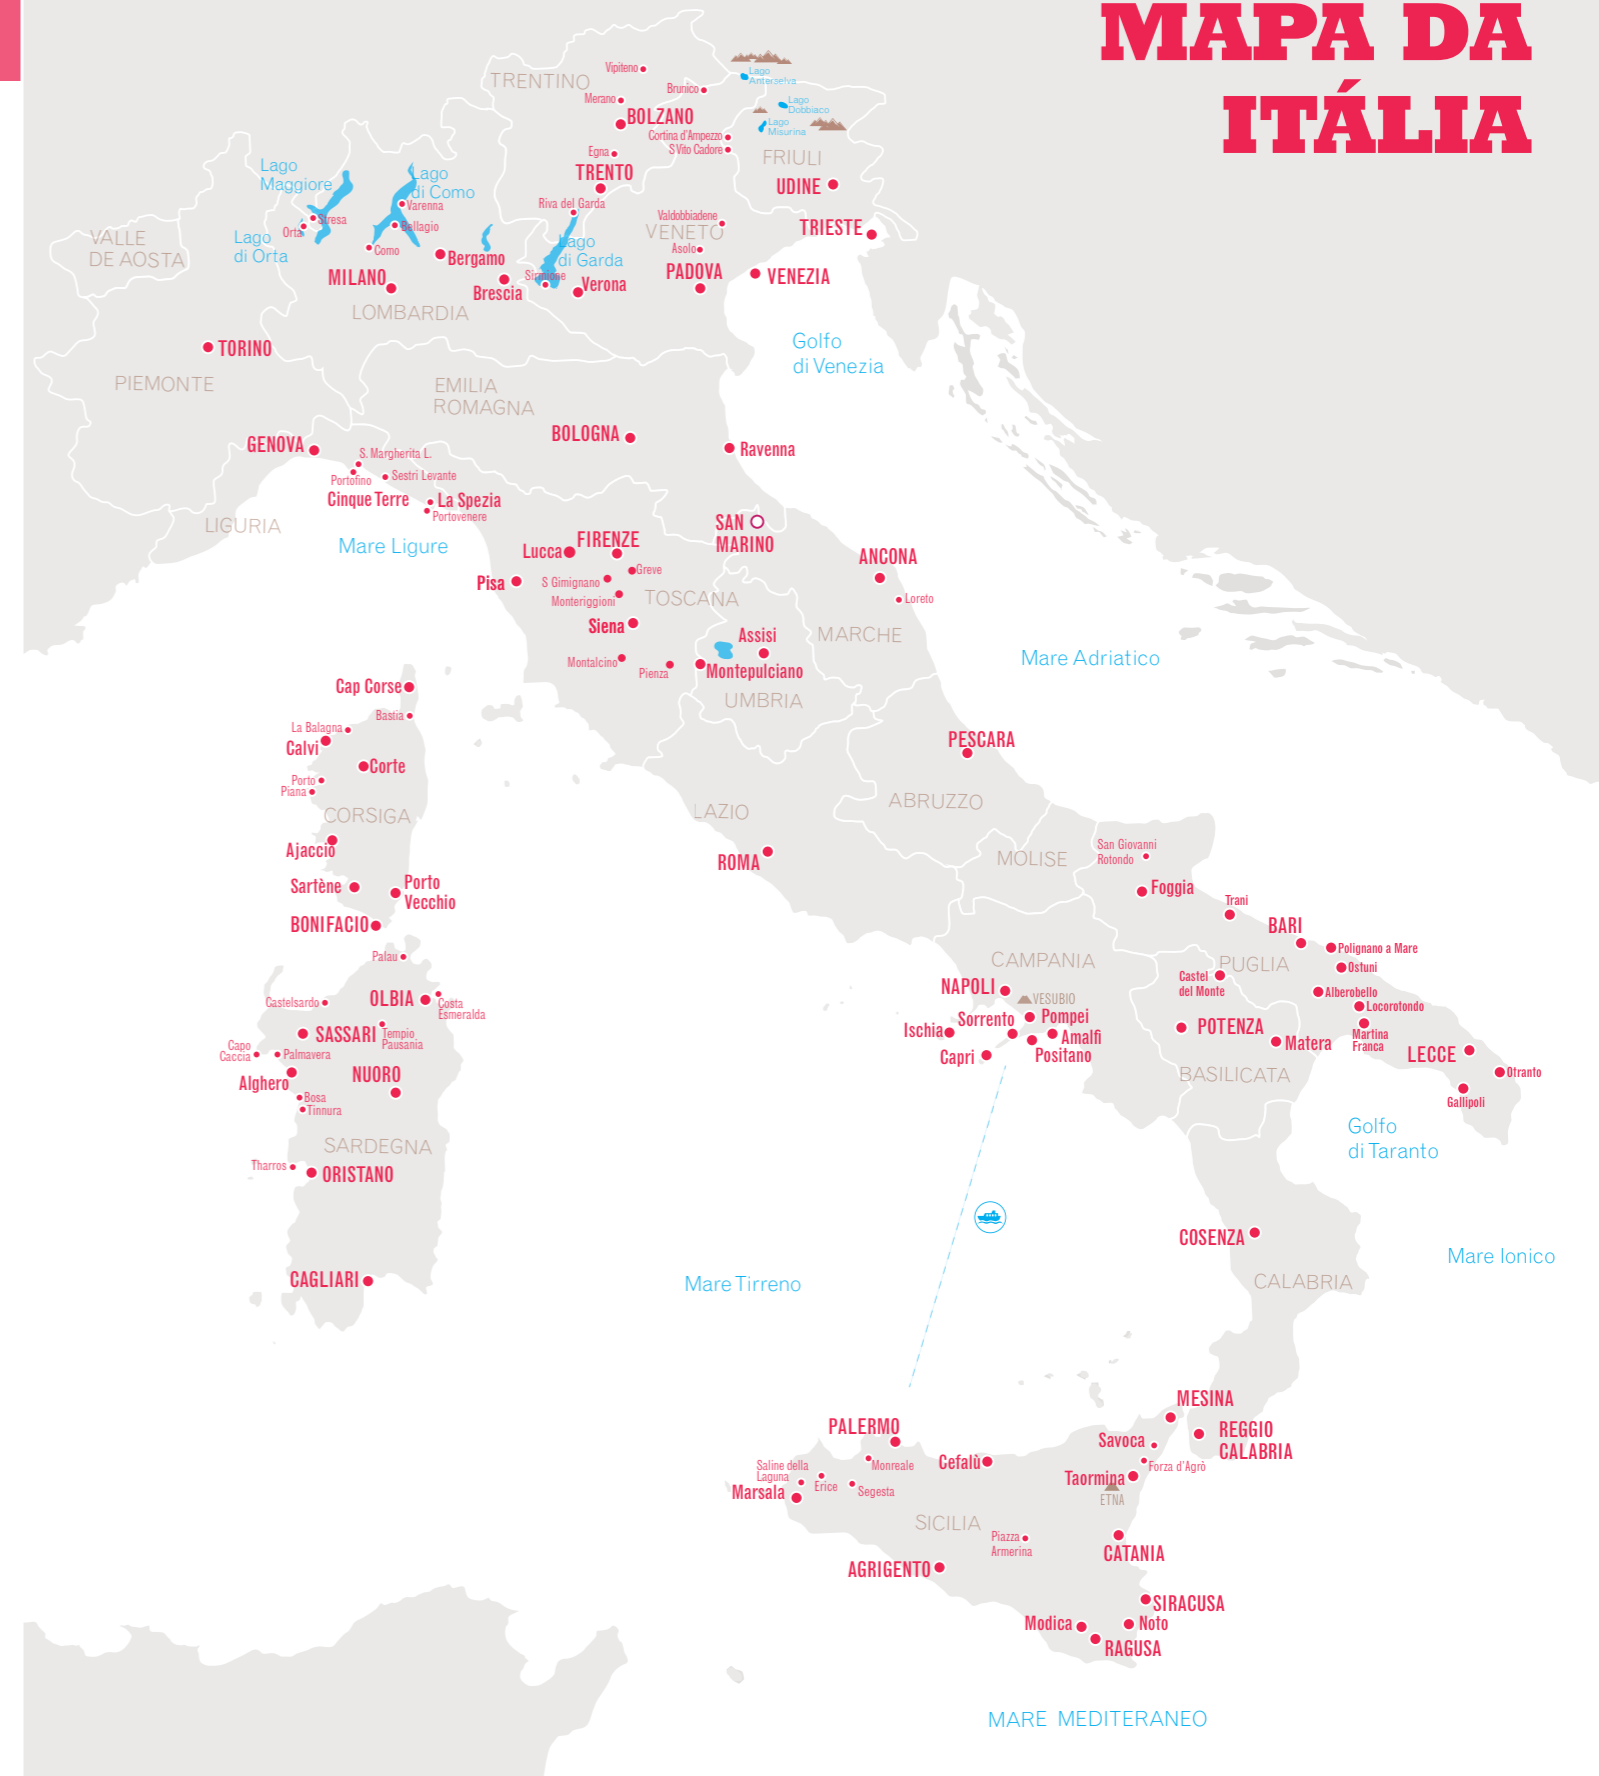 MAPA DA
ITÁLIA
TRENTINO
Vipiteno
Brunico
Lago
Anterselva
Merano
Lago
Dobbiaco
BOLZANO
Lago
Misurina
Cortina d'Ampezzo
S Vito Cadore
Egna
FRIULI
TRENTO
UDINE
Lago
Maggiore
Lago
di Como
Varenna
Stresa
Orta
Bellagio
Riva del Garda
Valdobbiadene
VENETO
TRIESTE
VALLE
DE AOSTA
Lago
di Orta
Como
Bergamo
Lago
di Garda
Asolo
MILANO
Brescia
Sirmione
Verona
PADOVA
VENEZIA
LOMBARDIA
TORINO
Golfo
di Venezia
PIEMONTE
EMILIA
ROMAGNA
BOLOGNA
Ravenna
GENOVA
S. Margherita L.
Portofino
Sestri Levante
Cinque Terre
La Spezia
Portovenere
LIGURIA
Mare Ligure
SAN
MARINO
Lucca
FIRENZE
ANCONA
Pisa
Greve
S Gimignano
Monteriggioni
TOSCANA
Loreto
Siena
Assisi
MARCHE
Montalcino
Pienza
Montepulciano
UMBRIA
Mare Adriatico
Cap Corse
Bastia
La Balagna
Calvi
Corte
Porto
Piana
CORSIGA
Ajaccio
Sartène
Porto
Vecchio
BONIFACIO
PESCARA
ABRUZZO
LAZIO
ROMA
MOLISE
San Giovanni
Rotondo
Foggia
Trani
BARI
Polignano a Mare
Ostuni
PUGLIA
Castel
del Monte
Alberobello
Locorotondo
Martina
Franca
CAMPANIA
NAPOLI
VESUBIO
Pompei
Sorrento
Ischia
Amalfi
Capri
Positano
POTENZA
Matera
LECCE
BASILICATA
Otranto
Gallipoli
Palau
Castelsardo
OLBIA
Costa
Esmeralda
SASSARI
Tempio
Pausania
Capo
Caccia
Palmavera
Alghero
NUORO
Bosa
Tinnura
SARDEGNA
Tharros
ORISTANO
CAGLIARI
Golfo
di Taranto
COSENZA
Mare Ionico
CALABRIA
Mare Tirreno
MESINA
REGGIO
CALABRIA
PALERMO
Savoca
Forza d'Agrò
Cefalù
Monreale
Saline della
Laguna
Erice
Segesta
Marsala
Taormina
ETNA
SICILIA
Piazza
Armerina
CATANIA
AGRIGENTO
SIRACUSA
Modica
Noto
RAGUSA
MARE MEDITERANEO